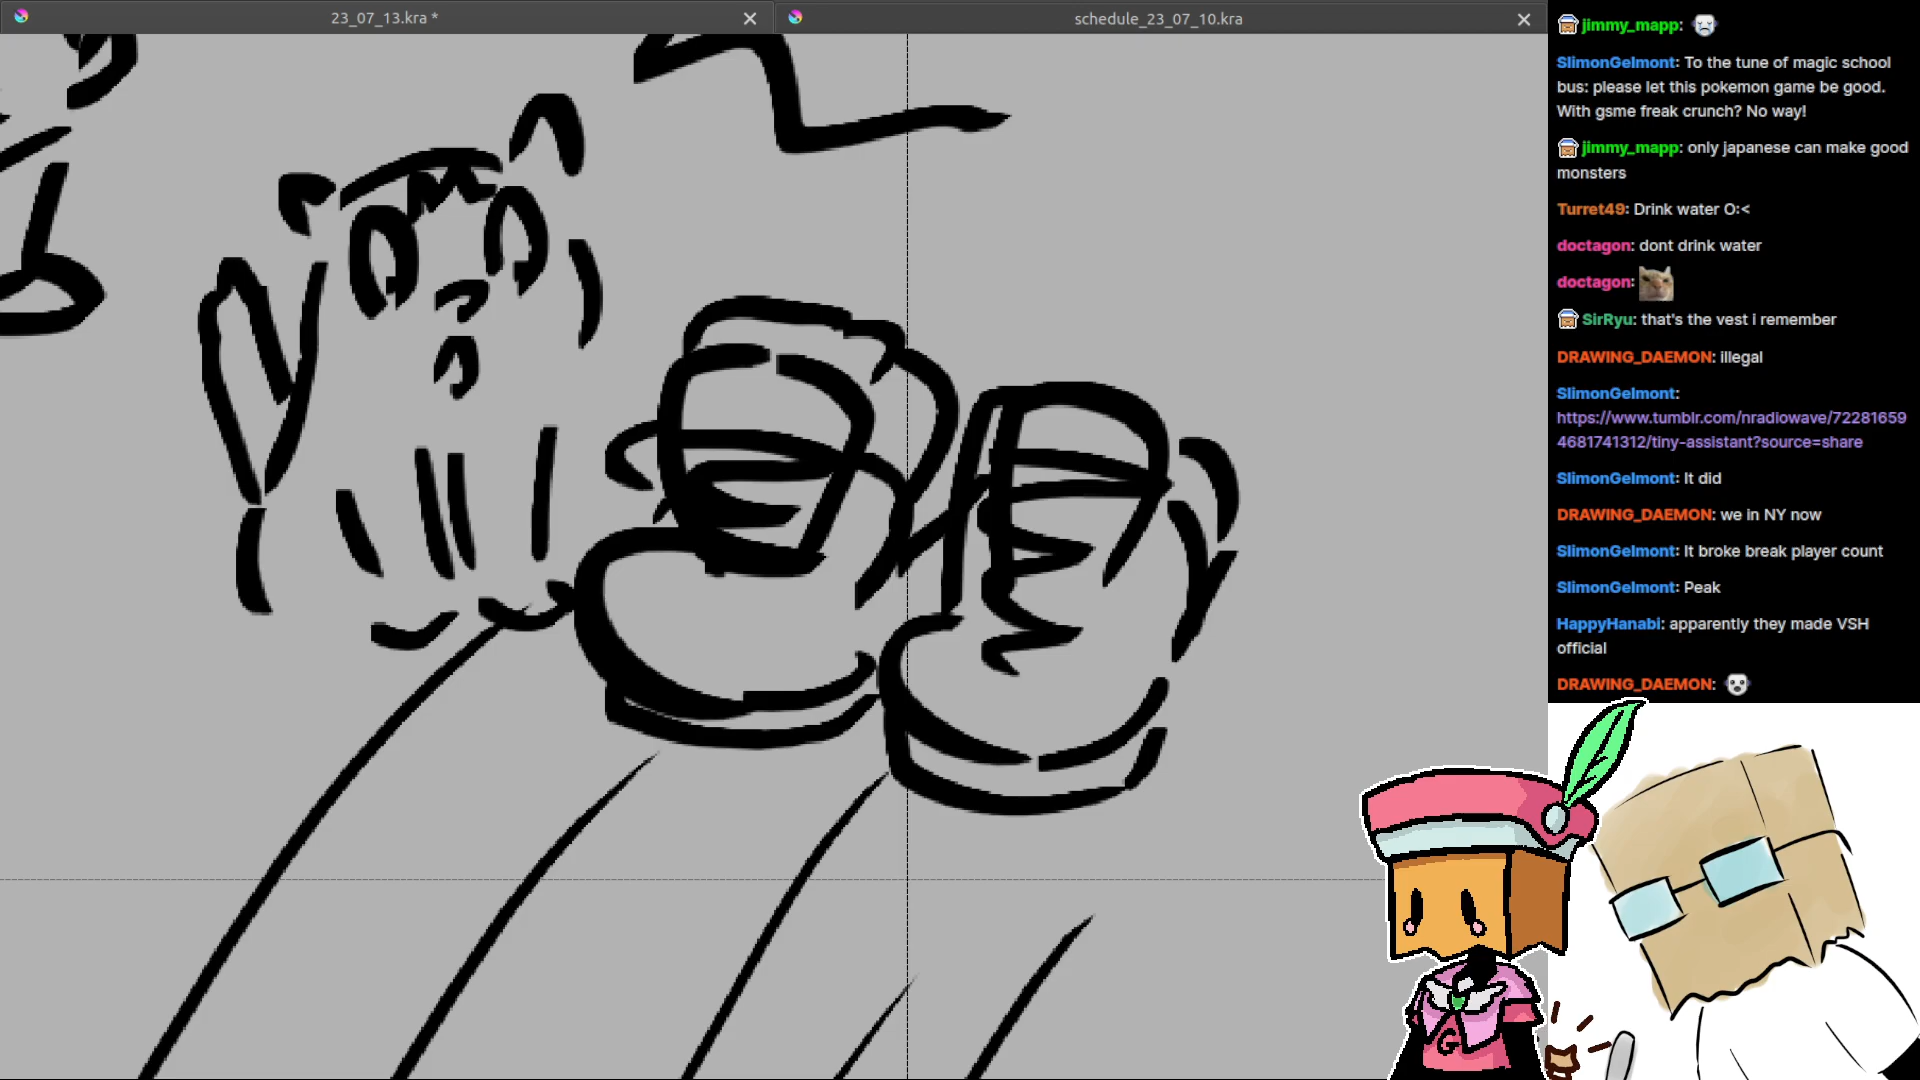 23_07_13.kra *
schedule_23_07_10.kra
jimmy_mapp:
SlimonGelmont: To the tune of magic school
bus: please let this pokemon game be good.
With gsme freak crunch? No way!
jimmy_mapp: only japanese can make good
monsters
Turret49: Drink water O:<
doctagon: dont drink water
doctagon:
SirRyu: that's the vest i remember
DRAWING_DAEMON: illegal
SlimonGelmont:
https://www.tumblr.com/nradiowave/72281659
4681741312/tiny-assistant?source=share
SlimonGelmont: It did
DRAWING_DAEMON: we in NY now
SlimonGelmont: It broke break player count
SlimonGelmont: Peak
HappyHanabi: apparently they made VSH
official
DRAWING_DAEMON:
G